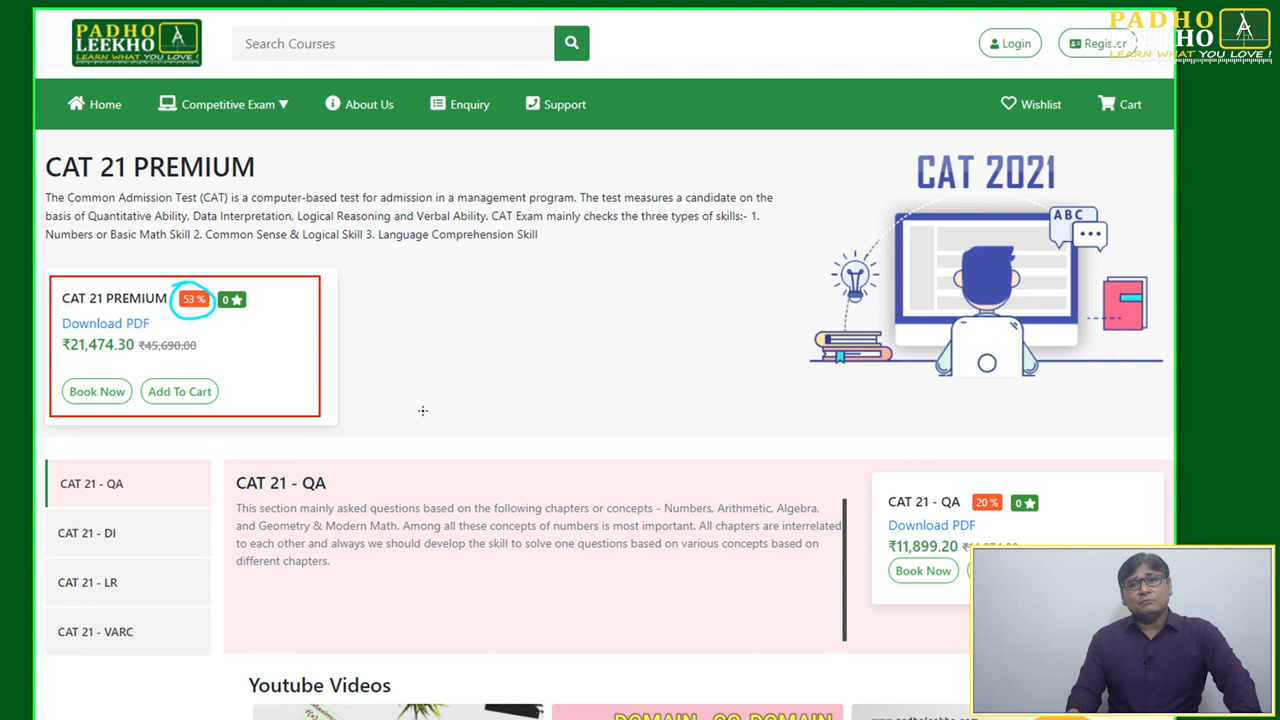 PADHO
LEEKHO
LEARN WHAT YOU LOVE !
Search Courses
Login
Register
PADHO
LEEKHO
LEARN WHAT YOU LOVE !
Home
Competitive Exam ▼
About Us
Enquiry
Support
Wishlist
Cart
CAT 21 PREMIUM
The Common Admission Test (CAT) is a computer-based test for admission in a management program. The test measures a candidate on the
basis of Quantitative Ability, Data Interpretation, Logical Reasoning and Verbal Ability. CAT Exam mainly checks the three types of skills:- 1.
Numbers or Basic Math Skill 2. Common Sense & Logical Skill 3. Language Comprehension Skill
CAT 2021
ABC
CAT 21 PREMIUM 53 % 0
Download PDF
₹21,474.30 ₹45,690.00
Book Now
Add To Cart
CAT 21 - QA
CAT 21 - DI
CAT 21 - LR
CAT 21 - VARC
CAT 21 - QA
This section mainly asked questions based on the following chapters or concepts - Numbers, Arithmetic, Algebra,
and Geometry & Modern Math. Among all these concepts of numbers is most important. All chapters are interrelated
to each other and always we should develop the skill to solve one questions based on various concepts based on
different chapters.
CAT 21 - QA 20 % 0
Download PDF
₹11,899.20
Book Now
Youtube Videos
DOMAIN CO DOMAIN